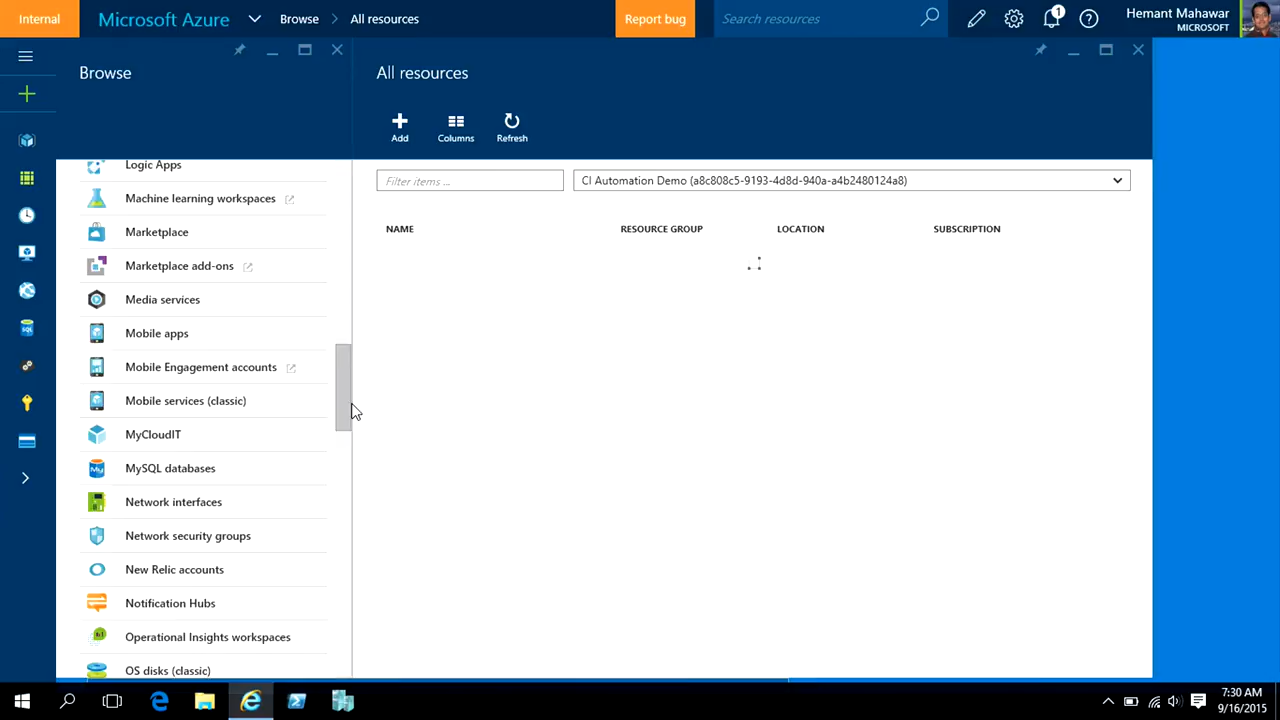 Internal
Microsoft Azure
Browse
All resources
Report bug
Search resources
1
Hemant Mahawar
MICROSOFT
Browse
All resources
Add
Columns
Refresh
Logic Apps
Machine learning workspaces
Marketplace
Marketplace add-ons
Media services
Mobile apps
Mobile Engagement accounts
Mobile services (classic)
MyCloudIT
MySQL databases
Network interfaces
Network security groups
New Relic accounts
Notification Hubs
Operational Insights workspaces
OS disks (classic)
Filter items ...
CI Automation Demo (a8c808c5-9193-4d8d-940a-a4b2480124a8)
NAME RESOURCE GROUP LOCATION SUBSCRIPTION
SQL
My
7:30 AM
9/16/2015